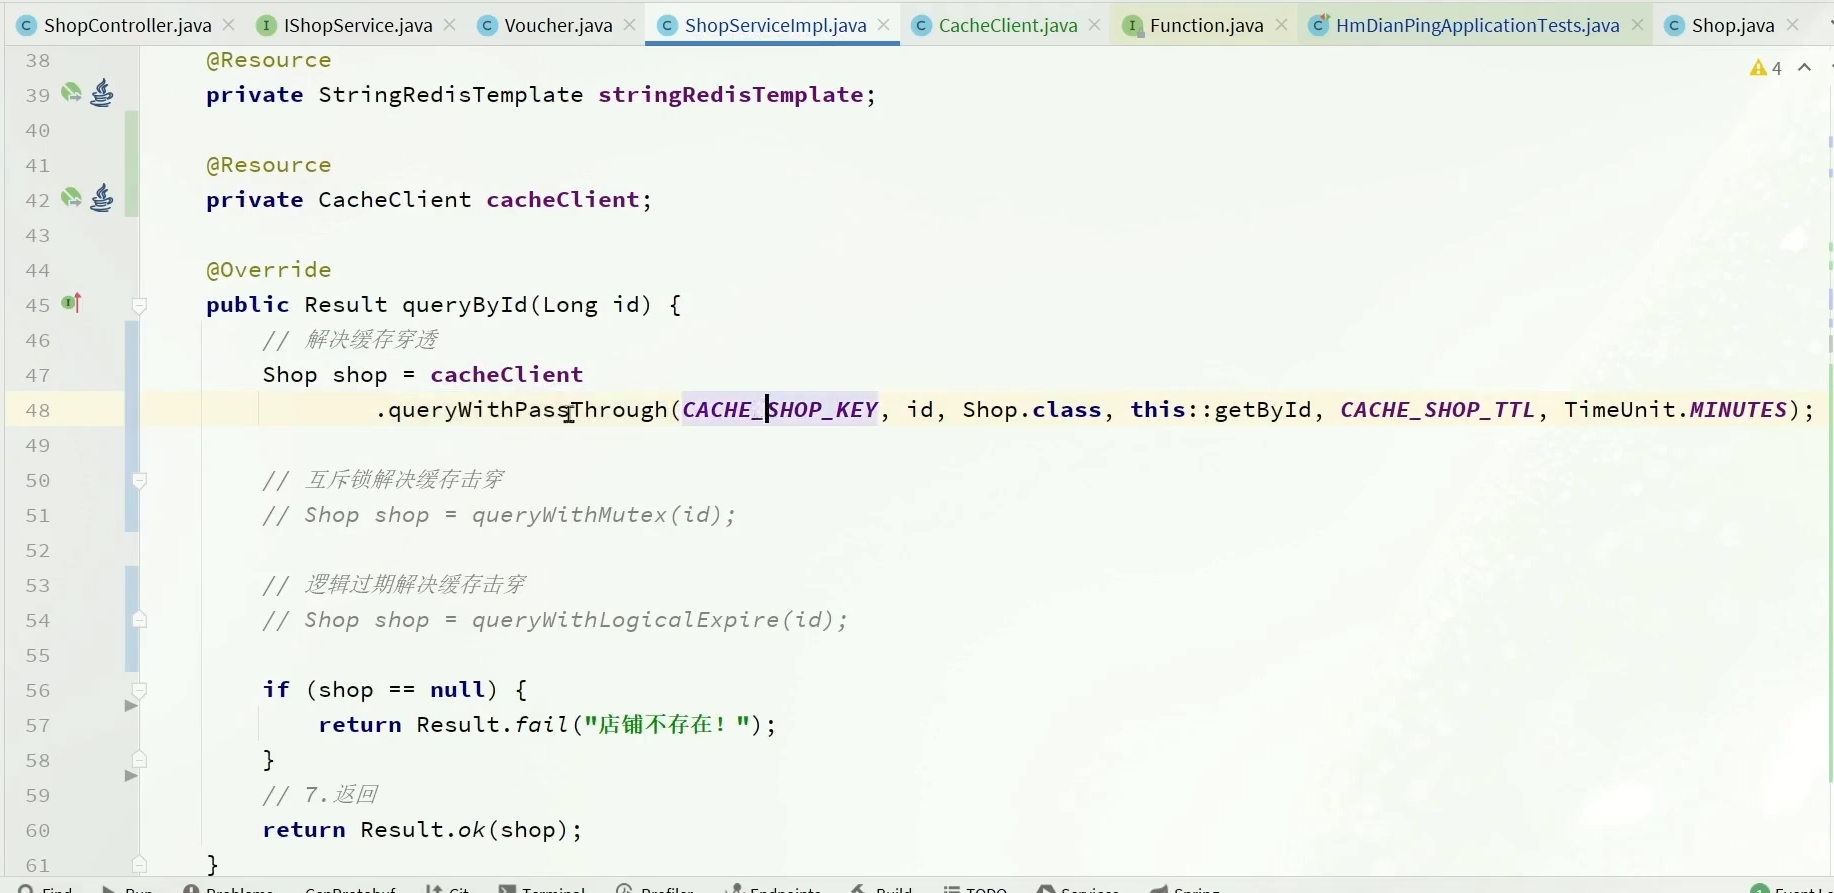 ShopController.java IShopService.java Voucher.java ShopServiceImpl.java CacheClient.java Function.java HmDianPingApplicationTests.java Shop.java
38 @Resource
4
39 private StringRedisTemplate stringRedisTemplate;
40
41 @Resource
42 private CacheClient cacheClient;
43
44 @Override
45 public Result queryById(Long id) {
46 // 解决缓存穿透
47 Shop shop = cacheClient
48 .queryWithPassThrough(CACHE_SHOP_KEY, id, Shop.class, this::getById, CACHE_SHOP_TTL, TimeUnit.MINUTES);
49
50 // 互斥锁解决缓存击穿
51 // Shop shop = queryWithMutex(id);
52
53 // 逻辑过期解决缓存击穿
54 // Shop shop = queryWithLogicalExpire(id);
55
56 if (shop == null) {
57 return Result.fail("店铺不存在！");
58 }
59 // 7.返回
60 return Result.ok(shop);
61 }
Find Run Problems GenProtobuf Git Terminal Profiler Endpoints Build TODO Services Spring